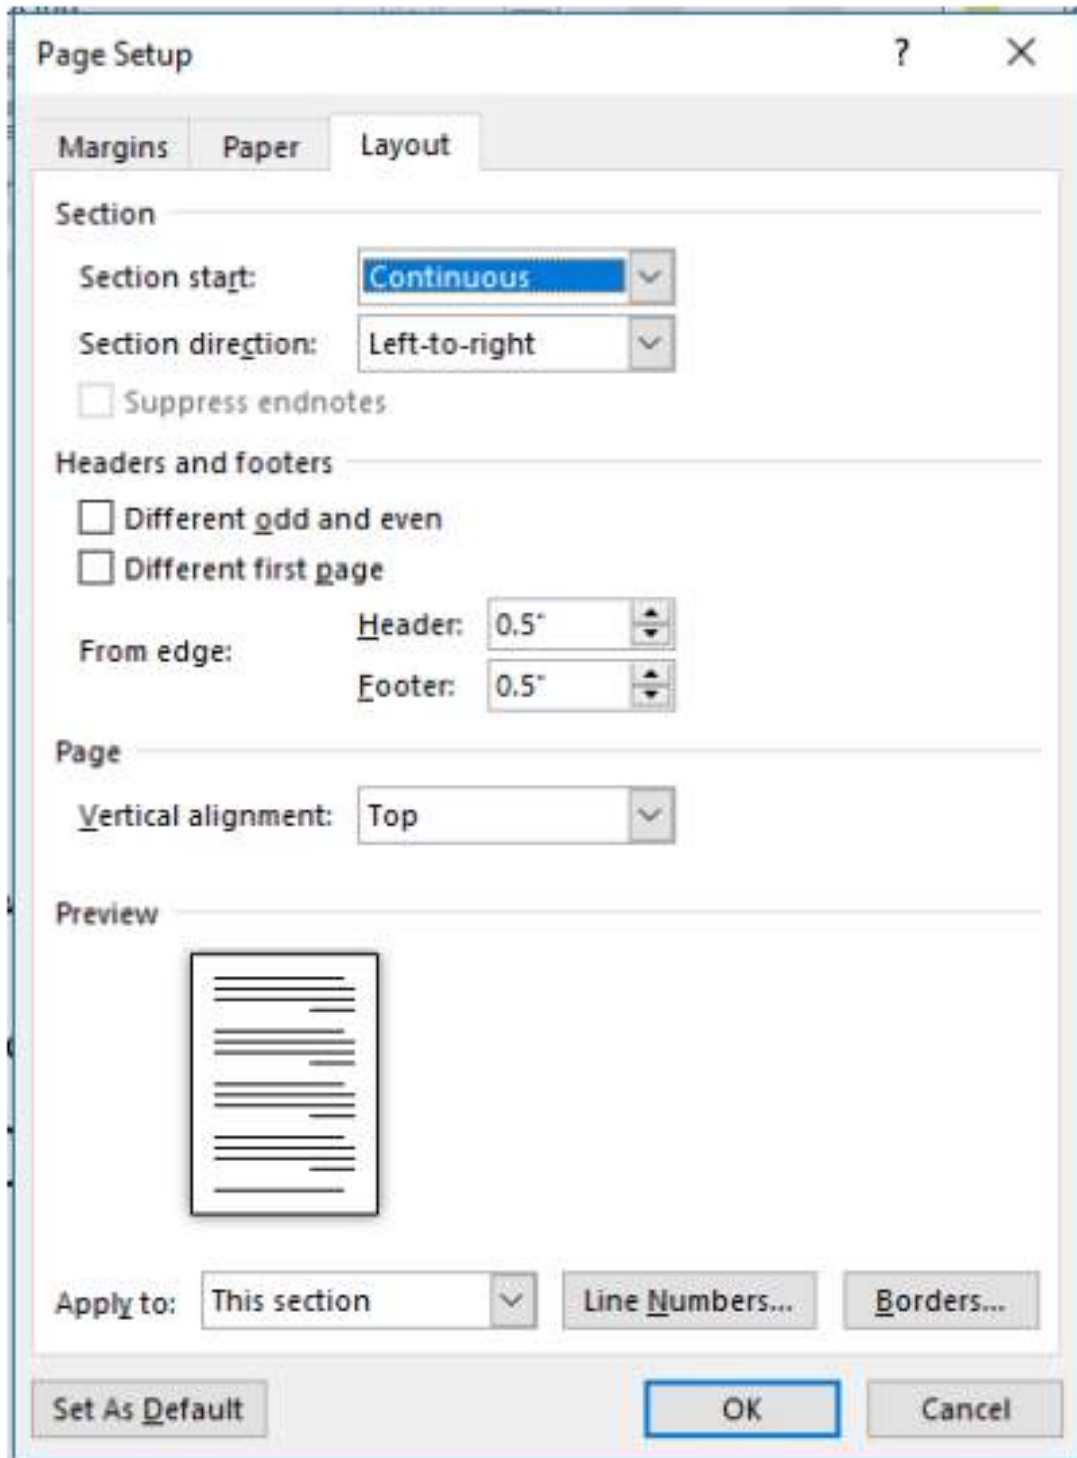 Page Setup ?
Margins Paper Layout
Section
Section start: Continuous
Section direction: Left-to-right
Suppress endnotes
Headers and footers
Different odd and even
Different first page
From edge: Header: 0.5"
Footer: 0.5"
Page
Vertical alignment: Top
Preview
Apply to: This section Line Numbers... Borders...
Set As Default OK Cancel